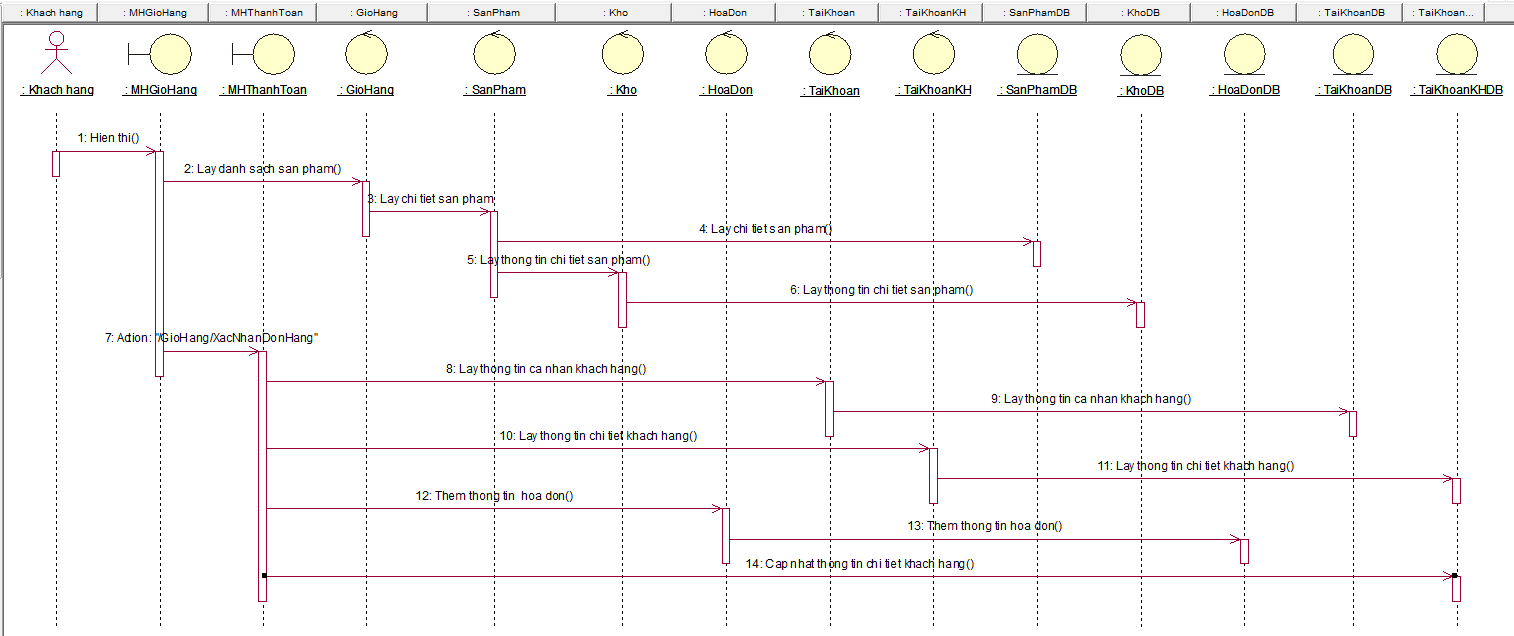 : Khach hang
: MHGioHang
: MHThanhToan
: GioHang
: SanPham
: Kho
: HoaDon
: TaiKhoan
: TaiKhoanKH
: SanPhamDB
: KhoDB
: HoaDonDB
: TaiKhoanDB
: TaiKhoan...
: Khach hang
: MHGioHang
: MHThanhToan
: GioHang
: SanPham
: Kho
: HoaDon
: TaiKhoan
: TaiKhoanKH
: SanPhamDB
: KhoDB
: HoaDonDB
: TaiKhoanDB
: TaiKhoanKHDB
1: Hien thi()
2: Lay danh sach san pham()
3: Lay chi tiet san pham
4: Lay chi tiet san pham()
5: Lay thong tin chi tiet san pham()
6: Lay thong tin chi tiet san pham()
7: Action: "/GioHang/XacNhanDonHang"
8: Lay thong tin ca nhan khach hang()
9: Lay thong tin ca nhan khach hang()
10: Lay thong tin chi tiet khach hang()
11: Lay thong tin chi tiet khach hang()
12: Them thong tin hoa don()
13: Them thong tin hoa don()
14: Cap nhat thong tin chi tiet khach hang()